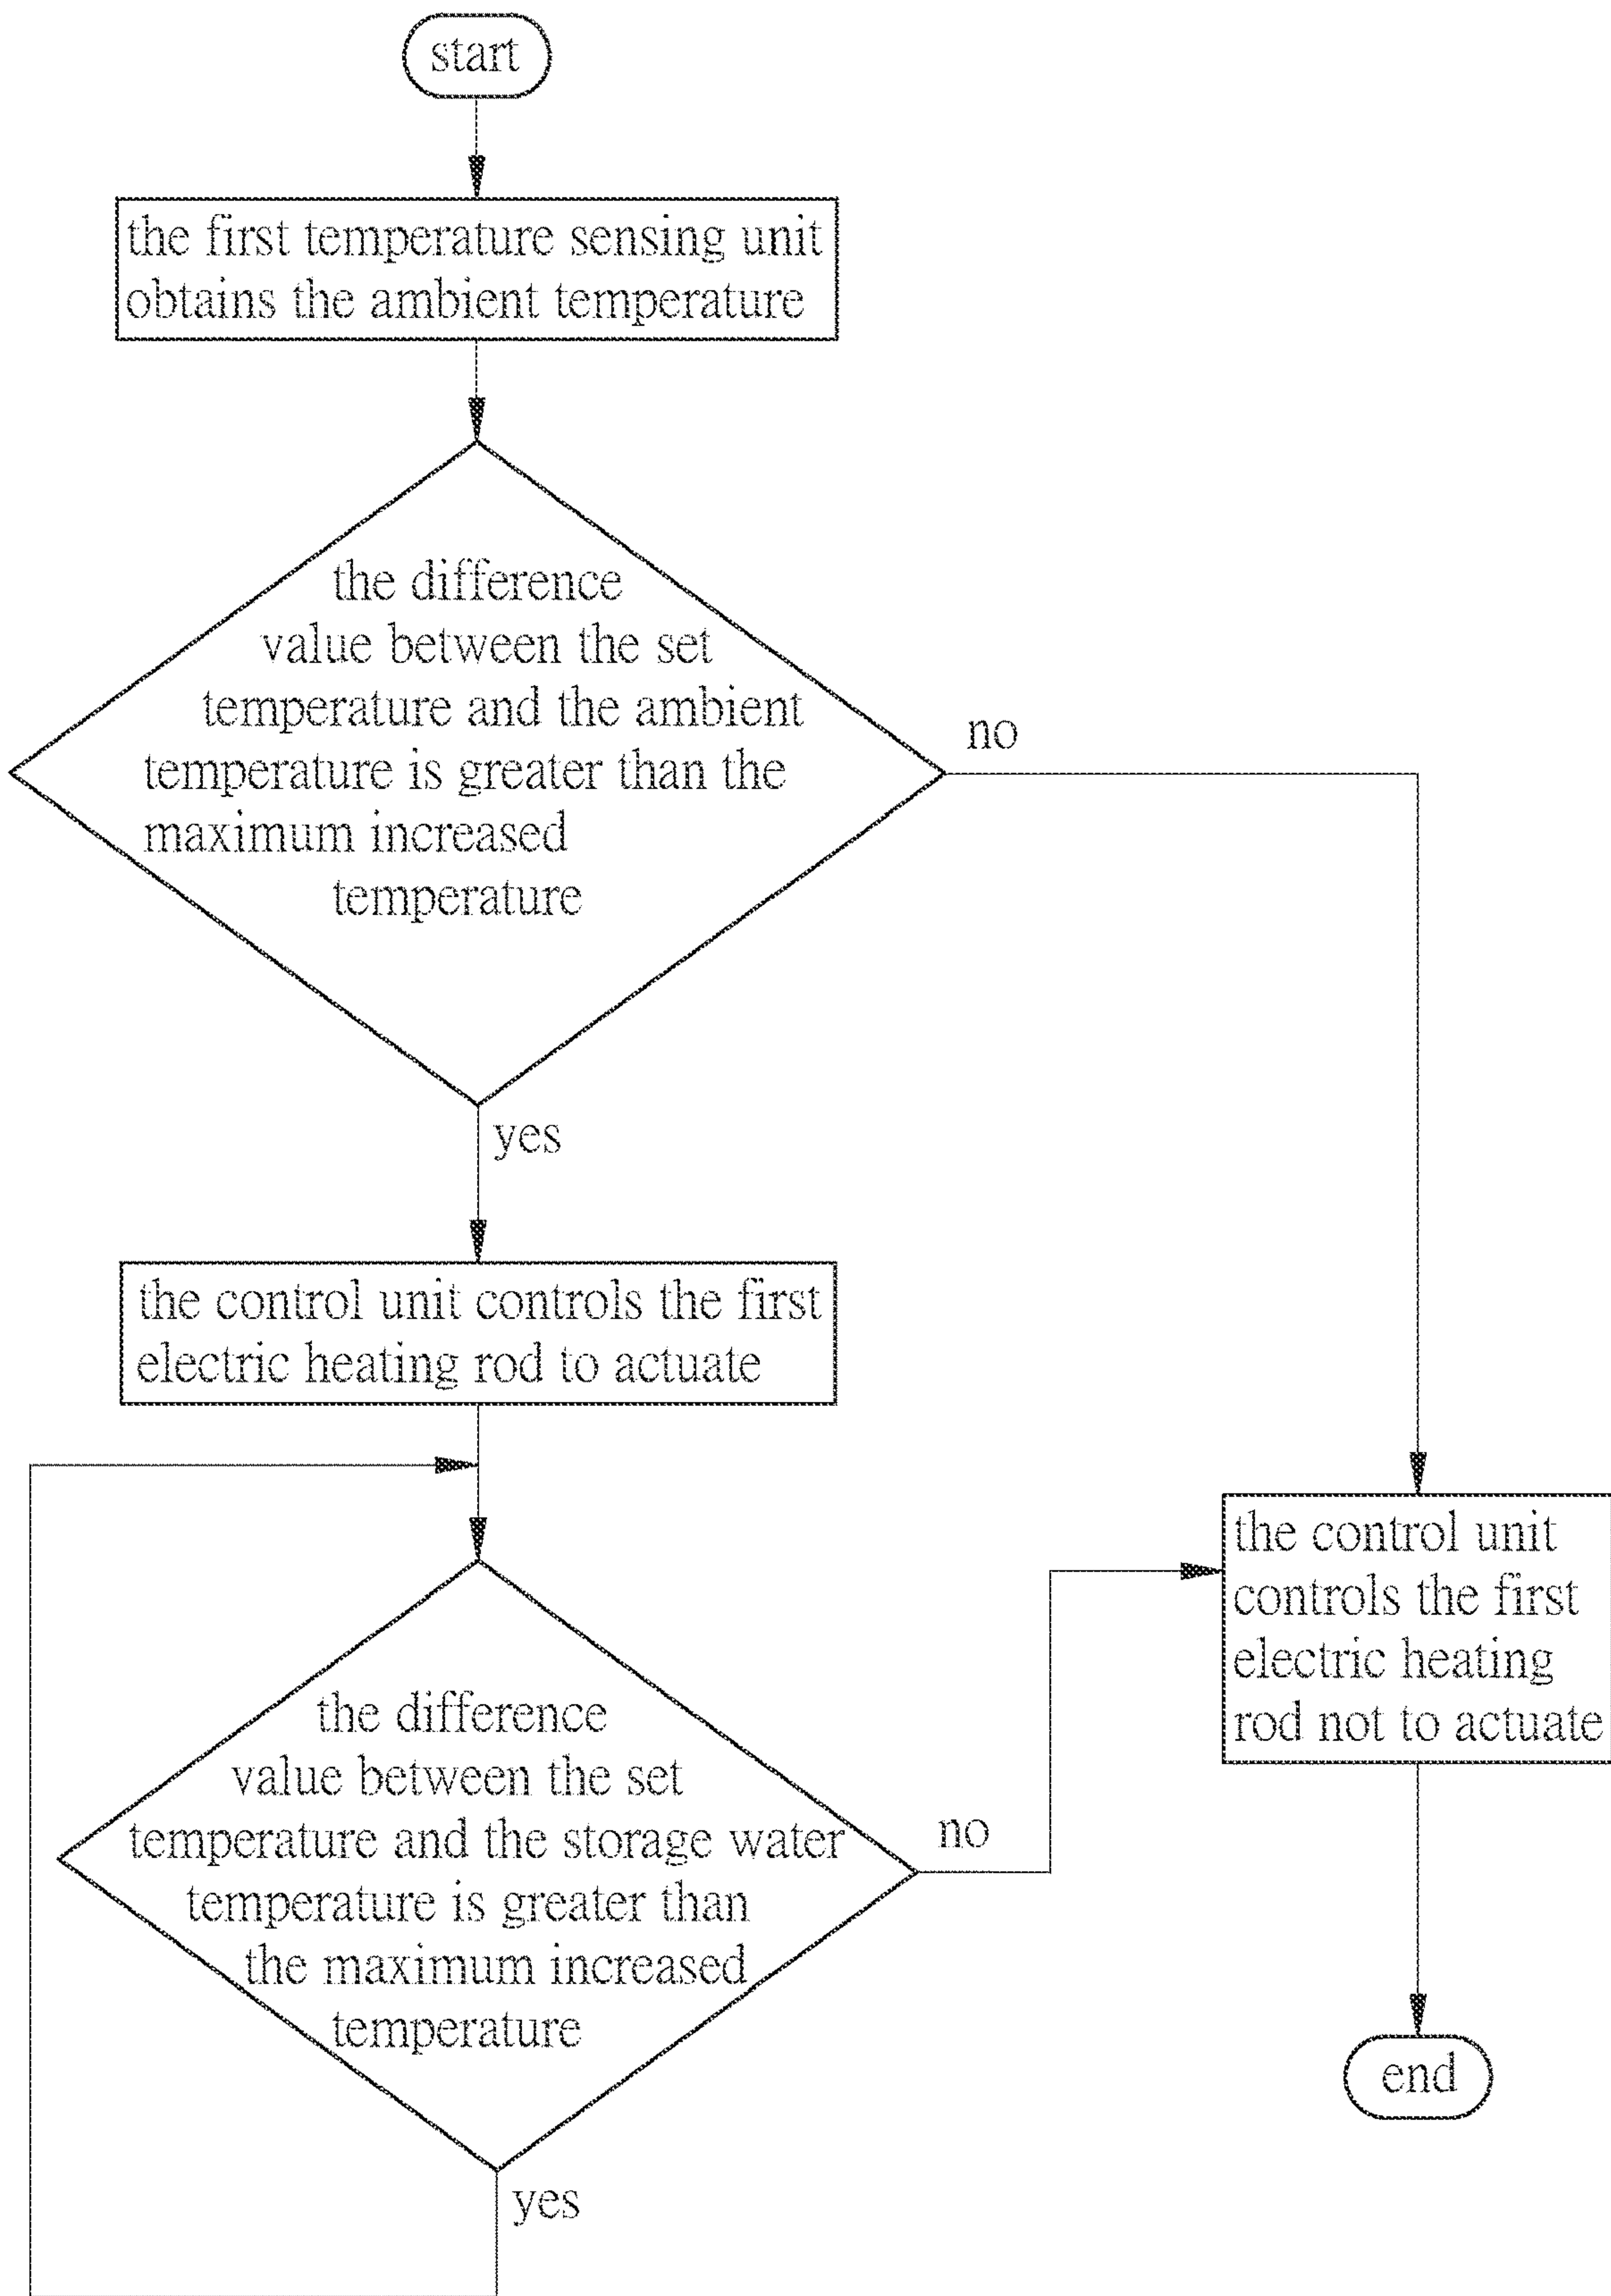 start
the first temperature sensing unit
obtains the ambient temperature
the difference
value between the set
temperature and the ambient
temperature is greater than the
maximum increased
temperature
no
yes
the control unit controls the first
electric heating rod to actuate
the control unit
controls the first
electric heating
rod not to actuate
the difference
value between the set
temperature and the storage water
temperature is greater than
the maximum increased
temperature
no
yes
end